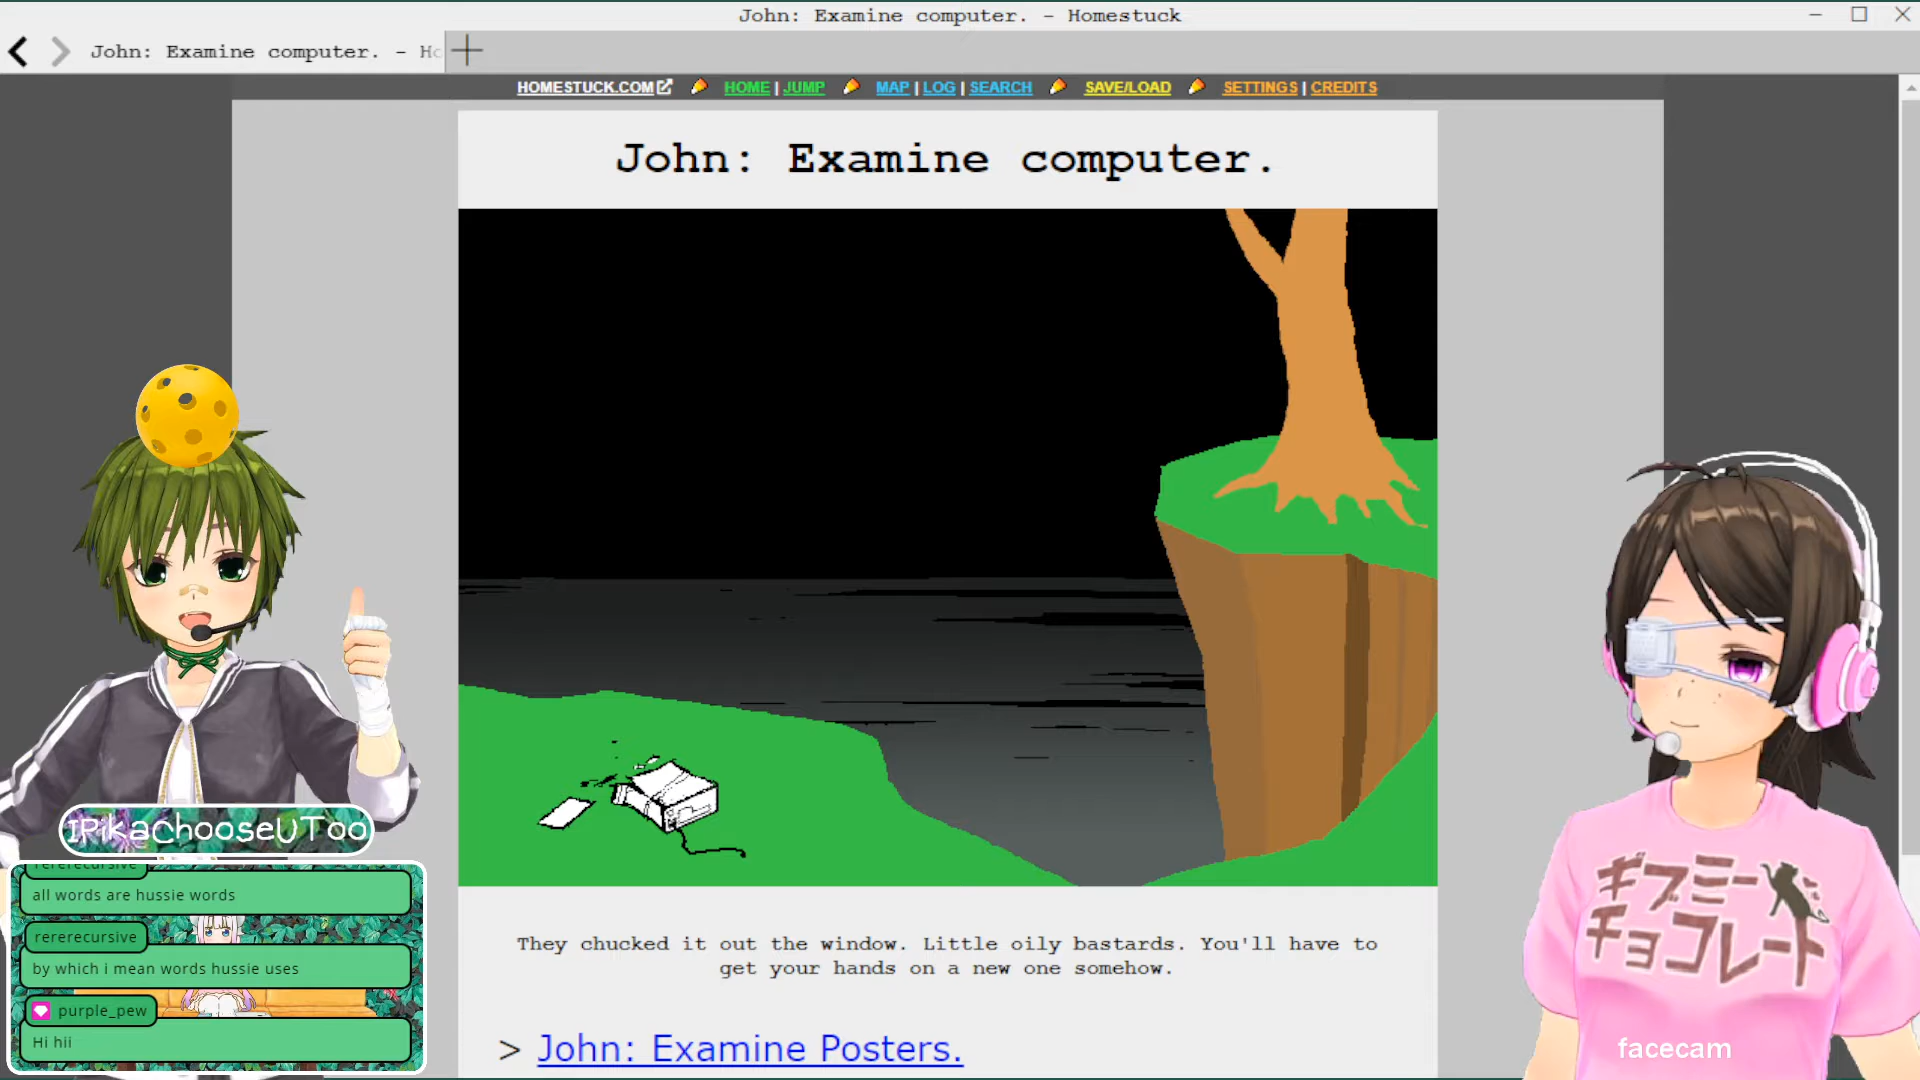 John: Examine computer. - Homestuck
John: Examine computer. - Ho
HOMESTUCK.COM HOME | JUMP MAP | LOG | SEARCH SAVE/LOAD SETTINGS | CREDITS
John: Examine computer.
They chucked it out the window. Little oily bastards. You'll have to
get your hands on a new one somehow.
> John: Examine Posters.
IPikachooseUToo
rererecursive
all words are hussie words
rererecursive
by which i mean words hussie uses
purple_pew
Hi hii
ギブミー
チョコレート
facecam